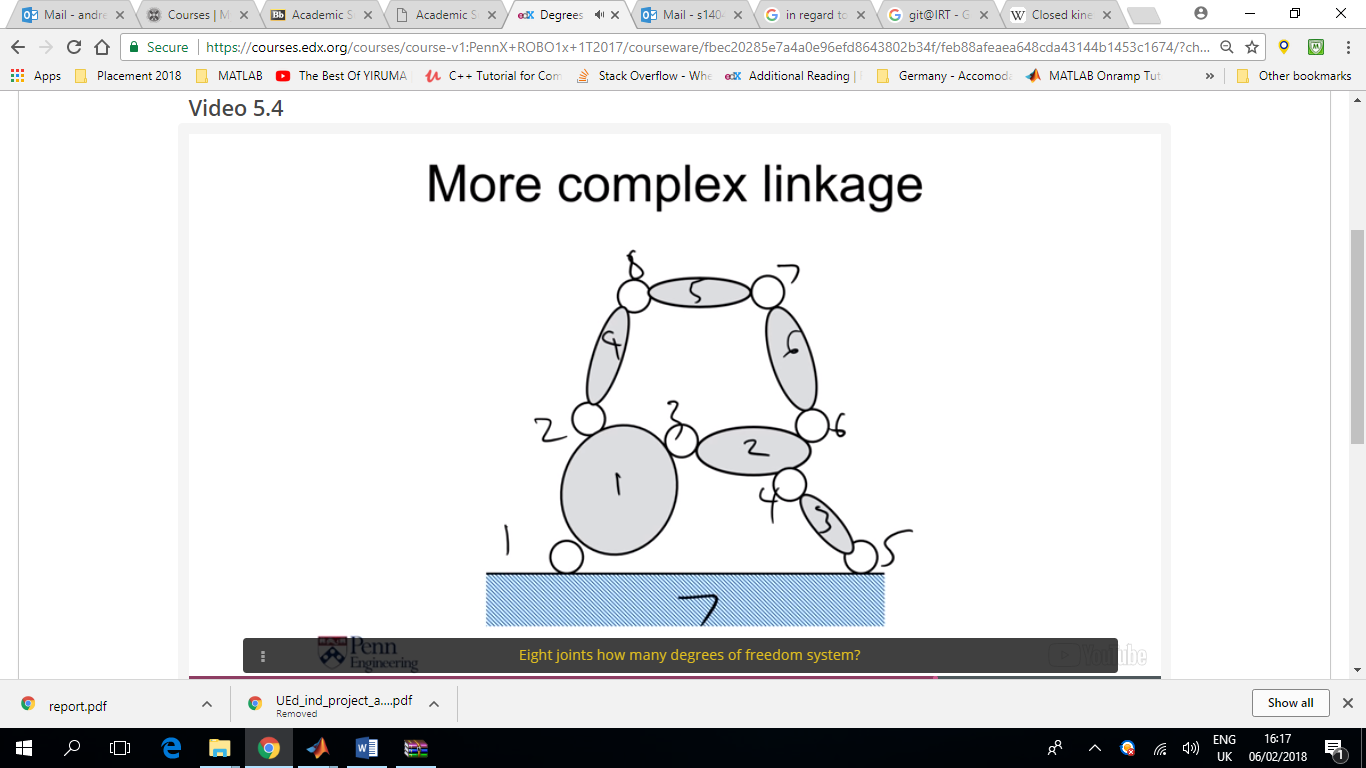 Mail - andre
Courses | M
Academic S
Academic S
Degrees
Mail - s140
in regard to
git@IRT - G
Closed kine
Secure https://courses.edx.org/courses/course-v1:PennX+ROBO1x+1T2017/courseware/fbec20285e7a4a0e96efd8643802b34f/feb88afeaea648cda43144b1453c1674/?ch...
Apps
Placement 2018
MATLAB
The Best Of YIRUMA
C++ Tutorial for Com
Stack Overflow - Whe
Additional Reading |
Germany - Accomoda
MATLAB Onramp Tut
»
Other bookmarks
Video 5.4
More complex linkage
8
7
5
4
6
2
3
6
2
1
4
3
1
5
7
Penn
Engineering
YouTube
Eight joints how many degrees of freedom system?
report.pdf
UEd_ind_project_a....pdf
Removed
Show all
ENG
UK
16:17
06/02/2018
1